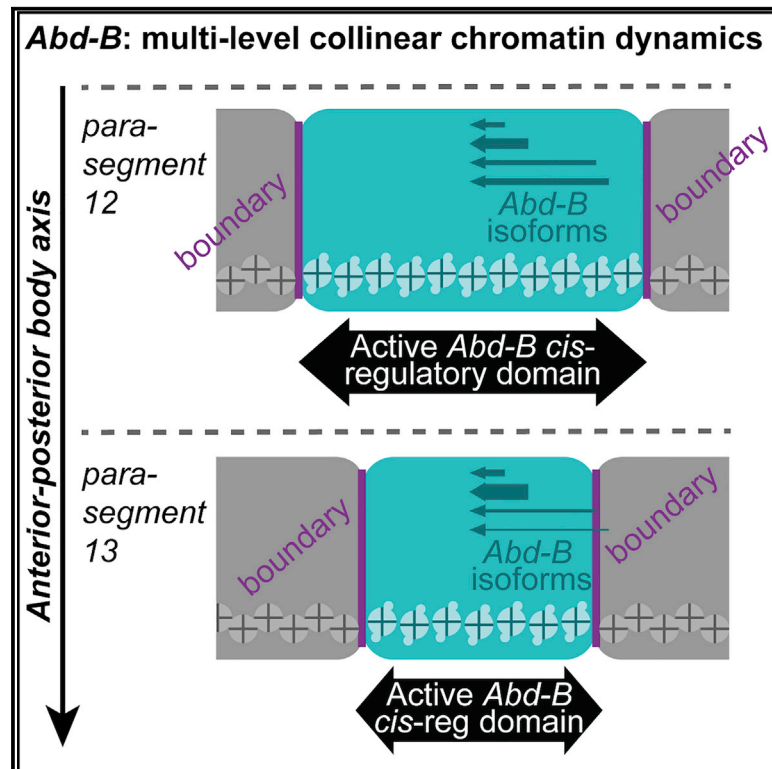 Abd-B: multi-level collinear chromatin dynamics
Anterior-posterior body axis
para-
segment
12
boundary
boundary
Abd-B
isoforms
Active Abd-B cis-
regulatory domain
para-
segment
13
boundary
boundary
Abd-B
isoforms
Active Abd-B
cis-reg domain